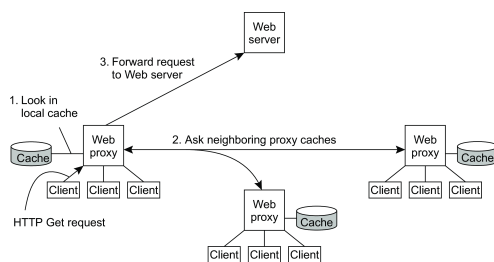 Web
server
3. Forward request
to Web server
1. Look in
local cache
Web
proxy
Cache
2. Ask neighboring proxy caches
Web
proxy
Cache
Client
Client
Client
Client
Client
Client
HTTP Get request
Web
proxy
Cache
Client
Client
Client